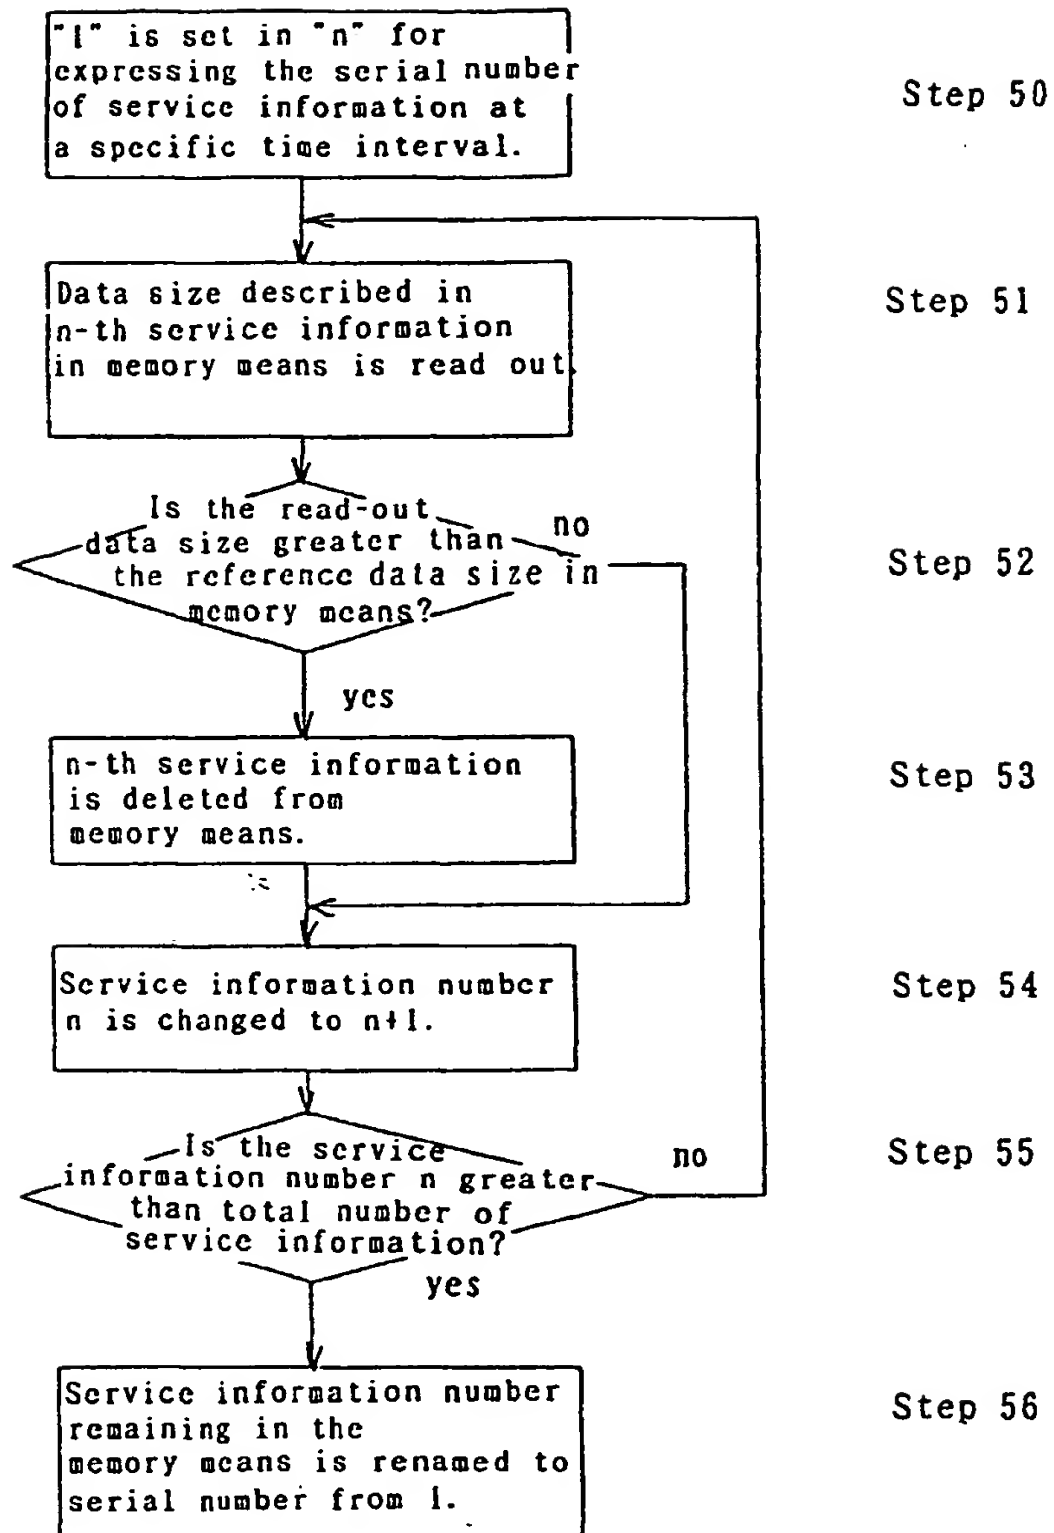 "1" is set in "n" for
expressing the serial number
of service information at
a specific time interval.
Step 50
Data size described in
n-th service information
in memory means is read out.
Step 51
Is the read-out
data size greater than
the reference data size in
memory means?
no
Step 52
yes
n-th service information
is deleted from
memory means.
Step 53
Service information number
n is changed to n+1.
Step 54
Is the service
information number n greater
than total number of
service information?
no
Step 55
yes
Service information number
remaining in the
memory means is renamed to
serial number from 1.
Step 56